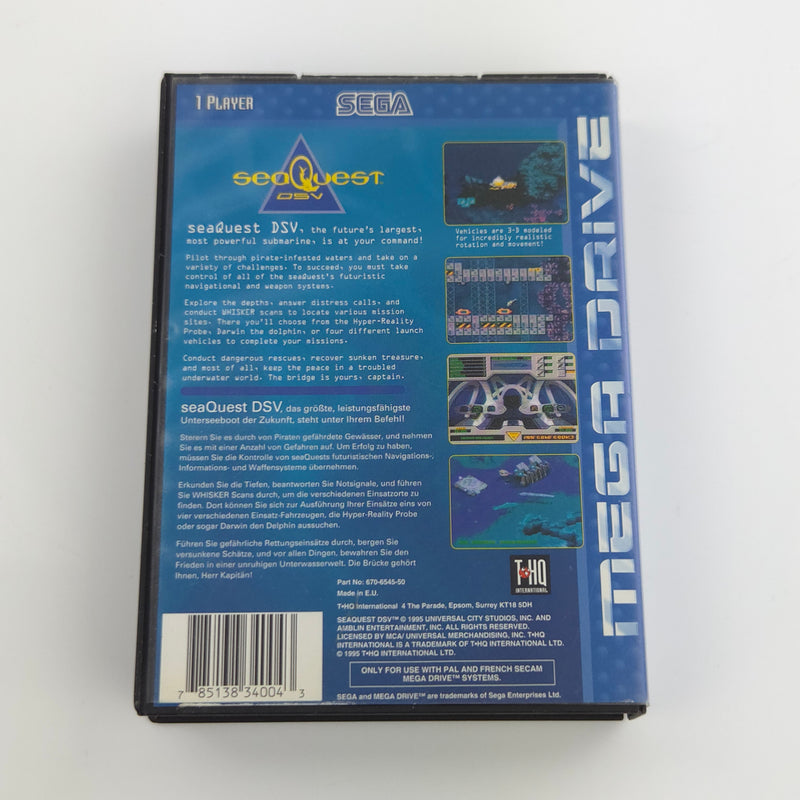 1 PLAYER
SEGA
seaQuest
DSV
seaQuest DSV, the future's largest,
most powerful submarine, is at your command!
Pilot through pirate-infested waters and take on a
variety of challenges. To succeed, you must take
control of all of the seaQuest's futuristic
navigational and weapon systems.
Explore the depths, answer distress calls, and
conduct WHISKER scans to locate various mission
sites. There you'll choose from the Hyper-Reality
Probe, Darwin the dolphin, or four different launch
vehicles to complete your missions.
Conduct dangerous rescues, recover sunken treasure,
and most of all, keep the peace in a troubled
underwater world. The bridge is yours, captain.
seaQuest DSV, das größte, leistungsfähigste
Unterseeboot der Zukunft, steht unter Ihrem Befehl!
Sterern Sie es durch von Piraten gefährdete Gewässer, und nehmen
Sie es mit einer Anzahl von Gefahren auf. Um Erfolg zu haben,
müssen Sie die Kontrolle von seaQuests futuristischen Navigations-,
Informations- und Waffensysteme übernehmen.
Erkunden Sie die Tiefen, beantworten Sie Notsignale, und führen
Sie WHISKER Scans durch, um die verschiedenen Einsatzorte zu
finden. Dort können Sie sich zur Ausführung Ihrer Einsätze eins von
vier verschiedenen Einsatz-Fahrzeugen, die Hyper-Reality Probe
oder sogar Darwin den Delphin aussuchen.
Führen Sie gefährliche Rettungseinsätze durch, bergen Sie
versunkene Schätze, und vor allen Dingen, bewahren Sie den
Frieden in einer unruhigen Unterwasserwelt. Die Brücke gehört
Ihnen, Herr Kapitän!
Vehicles are 3-D modeled
for incredibly realistic
rotation and movement!
MEGA DRIVE
T•HQ
INTERNATIONAL
Part No: 670-6545-50
Made in E.U.
T•HQ International 4 The Parade, Epsom, Surrey KT18 5DH
SEAQUEST DSV™ © 1995 UNIVERSAL CITY STUDIOS, INC. AND
AMBLIN ENTERTAINMENT, INC. ALL RIGHTS RESERVED.
LICENSED BY MCA/ UNIVERSAL MERCHANDISING, INC. T•HQ
INTERNATIONAL IS A TRADEMARK OF T•HQ INTERNATIONAL LTD.
© 1995 T•HQ INTERNATIONAL LTD.
ONLY FOR USE WITH PAL AND FRENCH SECAM
MEGA DRIVE™ SYSTEMS.
SEGA and MEGA DRIVE™ are trademarks of Sega Enterprises Ltd.
7 85138 34004 3